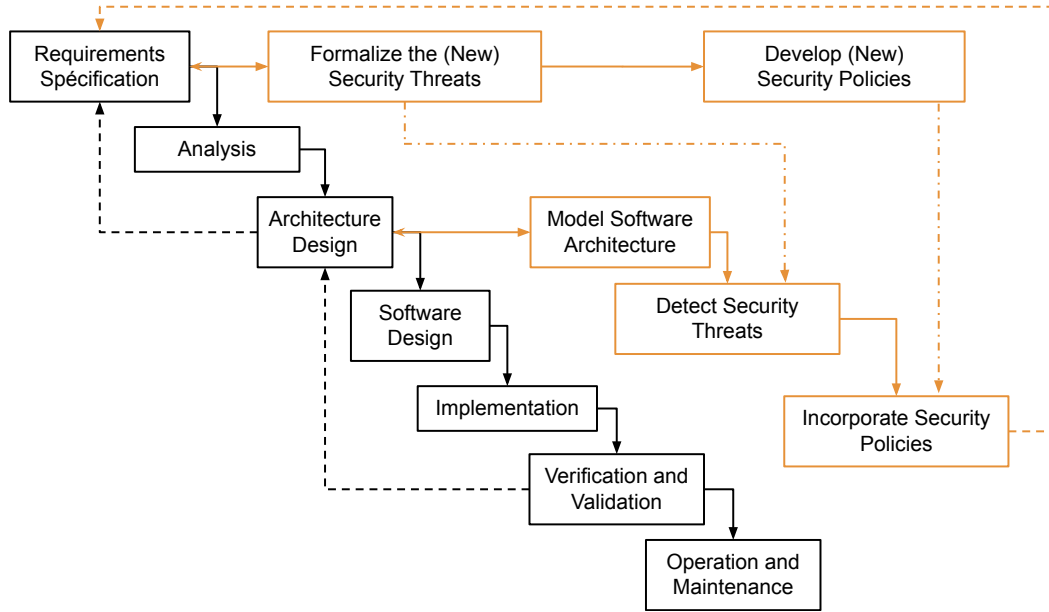 Requirements
Spécification
Formalize the (New)
Security Threats
Develop (New)
Security Policies
Analysis
Architecture
Design
Model Software
Architecture
Software
Design
Detect Security
Threats
Implementation
Incorporate Security
Policies
Verification and
Validation
Operation and
Maintenance